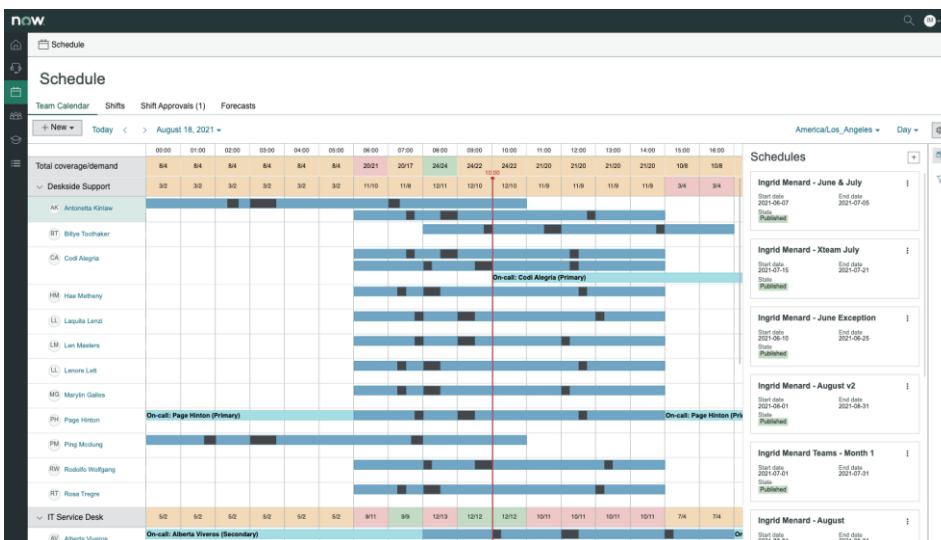 now
IM
Schedule
Schedule
Team Calendar Shifts Shift Approvals (1) Forecasts
+ New Today < > August 18, 2021 America/Los_Angeles Day
00:00 01:00 02:00 03:00 04:00 05:00 06:00 07:00 08:00 09:00 10:00 11:00 12:00 13:00 14:00 15:00 16:00
Total coverage/demand 8/4 8/4 8/4 8/4 8/4 8/4 20/21 20/17 24/24 24/22 24/22 21/20 21/20 21/20 21/20 10/8 10/8
10:00
Deskside Support 3/2 3/2 3/2 3/2 3/2 3/2 11/10 11/8 12/11 12/10 12/10 11/9 11/9 11/9 11/9 3/4 3/4
AK Antonetta Kinlaw
BT Billye Toothaker
CA Codi Alegria
On-call: Codi Alegria (Primary)
HM Hae Metheny
LL Laquita Lenzi
LM Len Masters
LL Lenore Lett
MG Marylin Galles
PH Page Hinton On-call: Page Hinton (Primary) On-call: Page Hinton (Pri
PM Ping Mcclung
RW Rodolfo Wolfgang
RT Rosa Tregre
IT Service Desk 5/2 5/2 5/2 5/2 5/2 5/2 9/11 9/9 12/13 12/12 12/12 10/11 10/11 10/11 10/11 7/4 7/4
AV Alberta Viveros On-call: Alberta Viveros (Secondary) On
Schedules
Ingrid Menard - June & July
Start date End date
2021-06-07 2021-07-05
State
Published
Ingrid Menard - Xteam July
Start date End date
2021-07-15 2021-07-21
State
Published
Ingrid Menard - June Exception
Start date End date
2021-06-10 2021-06-25
State
Published
Ingrid Menard - August v2
Start date End date
2021-08-01 2021-08-31
State
Published
Ingrid Menard Teams - Month 1
Start date End date
2021-07-01 2021-07-31
State
Published
Ingrid Menard - August
Start date End date